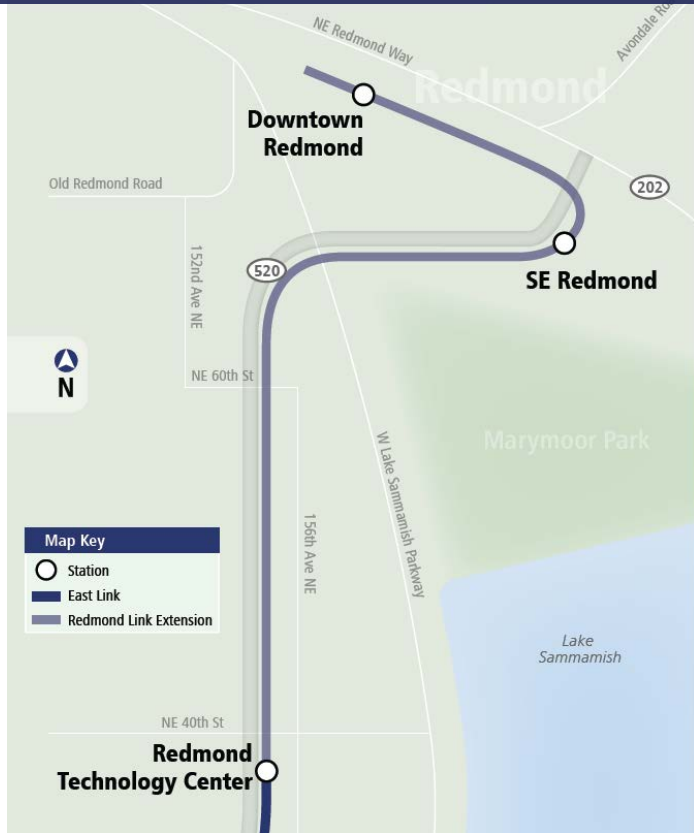 NE Redmond Way
Avondale
Redmond
Downtown
Redmond
Old Redmond Road
202
520
SE Redmond
152nd Ave NE
N
NE 60th St
Marymoor Park
W Lake Sammamish Parkway
156th Ave NE
Map Key
Station
East Link
Redmond Link Extension
Lake
Sammamish
NE 40th St
Redmond
Technology Center